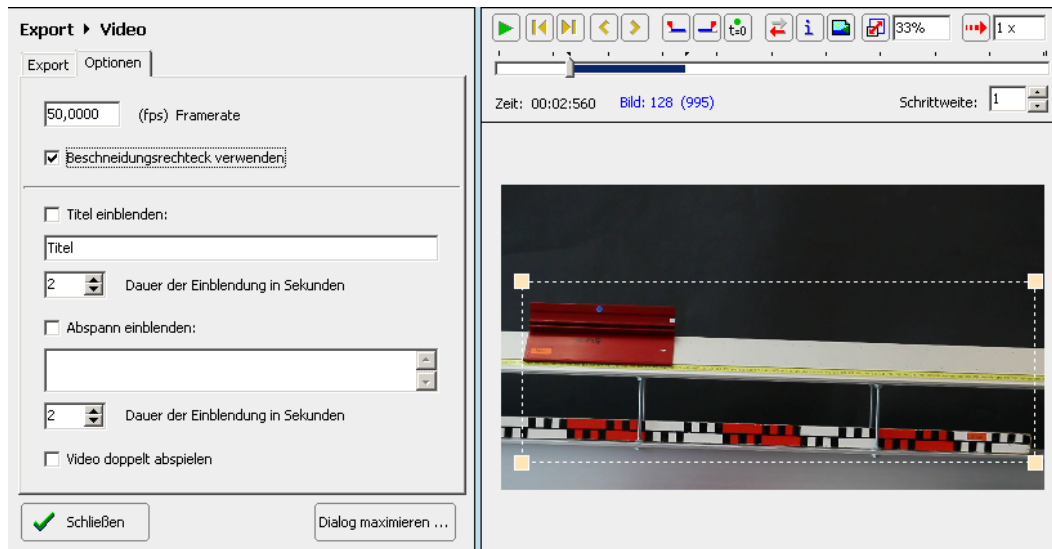 Export ▸ Video
Export Optionen
50,0000 (fps) Framerate
Beschneidungsrechteck verwenden
Titel einblenden:
Titel
2 Dauer der Einblendung in Sekunden
Abspann einblenden:
2 Dauer der Einblendung in Sekunden
Video doppelt abspielen
Schließen Dialog maximieren ...
t=0 i 33% 1 x
Zeit: 00:02:560 Bild: 128 (995) Schrittweite: 1